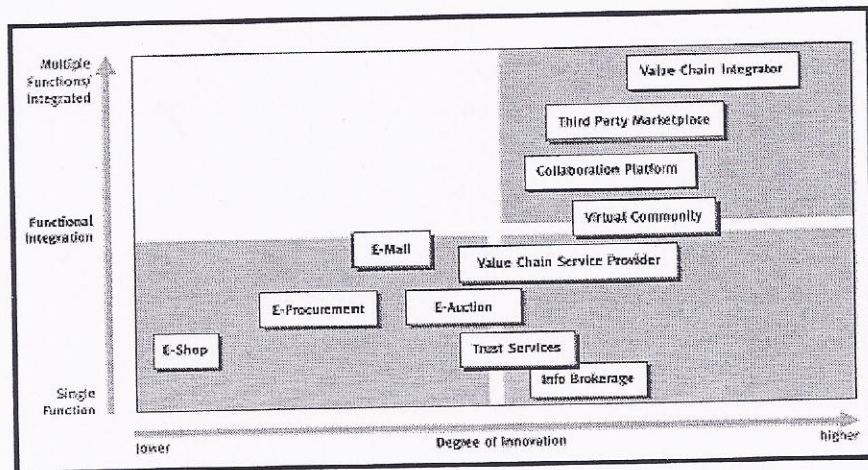 Multiple
Functions/
Integrated
Value Chain Integrator
Third Party Marketplace
Collaboration Platform
Functional
Integration
Virtual Community
E-Mall
Value Chain Service Provider
E-Procurement
E-Auction
E-Shop
Trust Services
Info Brokerage
Single
Function
lower
Degree of Innovation
higher